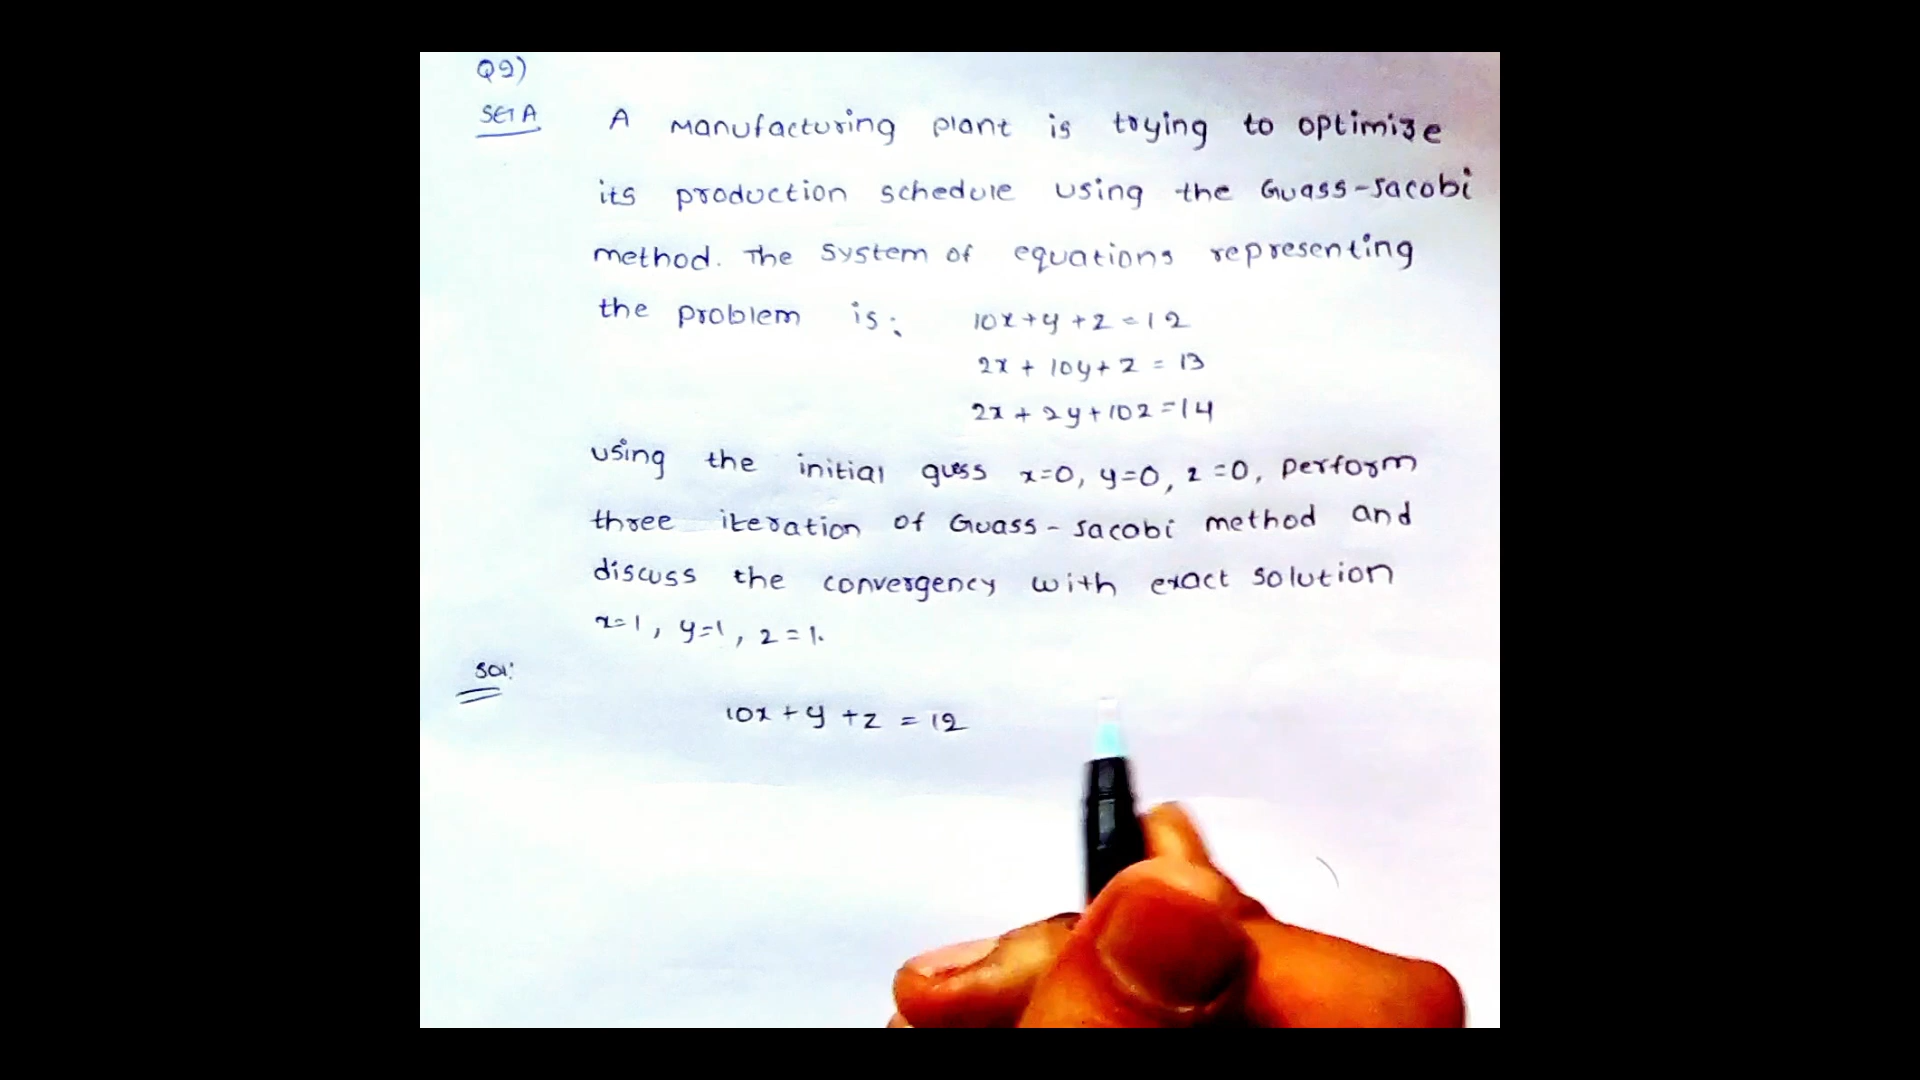 Q9)
SET A A Manufacturing plant is trying to optimize
its production schedule using the Guass-Jacobi
method. The System of equations representing
the problem is: 10x+y+z=12
2x + 10y+z = 13
2x + 2y+10z=14
using the initial guess x=0, y=0, z=0, perform
three iteration of Guass-Jacobi method and
discuss the convergency with exact solution
x=1, y=1, z=1.
Sol:
10x+y+z = 12